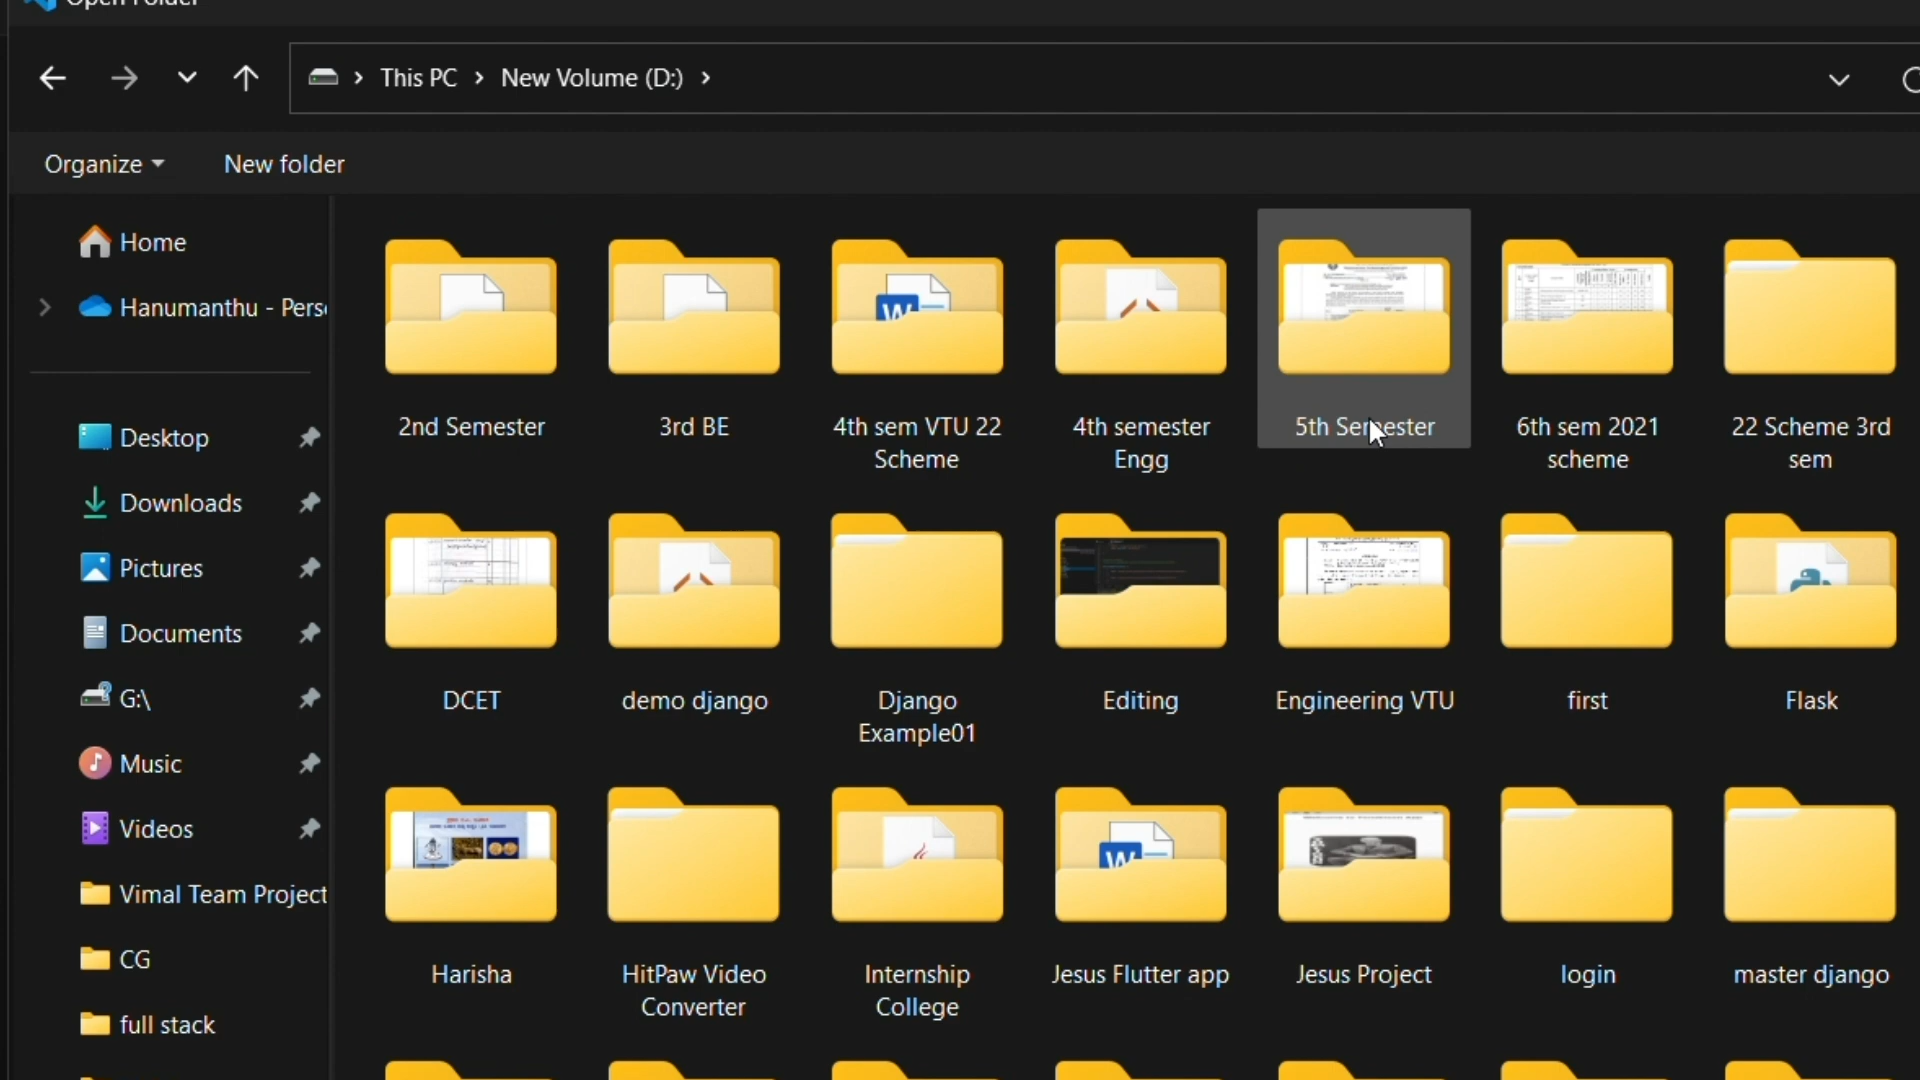 Open Folder
This PC > New Volume (D:) >
Organize
New folder
Home
Hanumanthu - Pers
Desktop
Downloads
Pictures
Documents
G:\
Music
Videos
Vimal Team Project
CG
full stack
2nd Semester
3rd BE
4th sem VTU 22
Scheme
4th semester
Engg
5th Semester
6th sem 2021
scheme
22 Scheme 3rd
sem
DCET
demo django
Django
Example01
Editing
Engineering VTU
first
Flask
Harisha
HitPaw Video
Converter
Internship
College
Jesus Flutter app
Jesus Project
login
master django